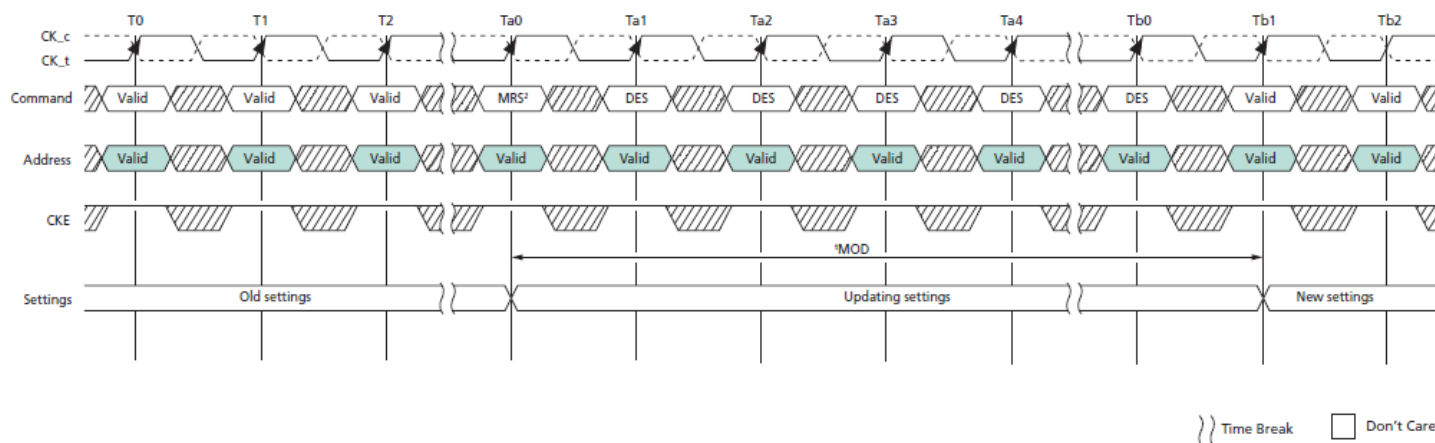 T0 T1 T2 Ta0 Ta1 Ta2 Ta3 Ta4 Tb0 Tb1 Tb2
CK_c
CK_t
Command Valid Valid Valid MRS² DES DES DES DES DES Valid Valid
Address Valid Valid Valid Valid Valid Valid Valid Valid Valid Valid Valid
CKE
ᵗMOD
Settings Old settings Updating settings New settings
Time Break Don't Care